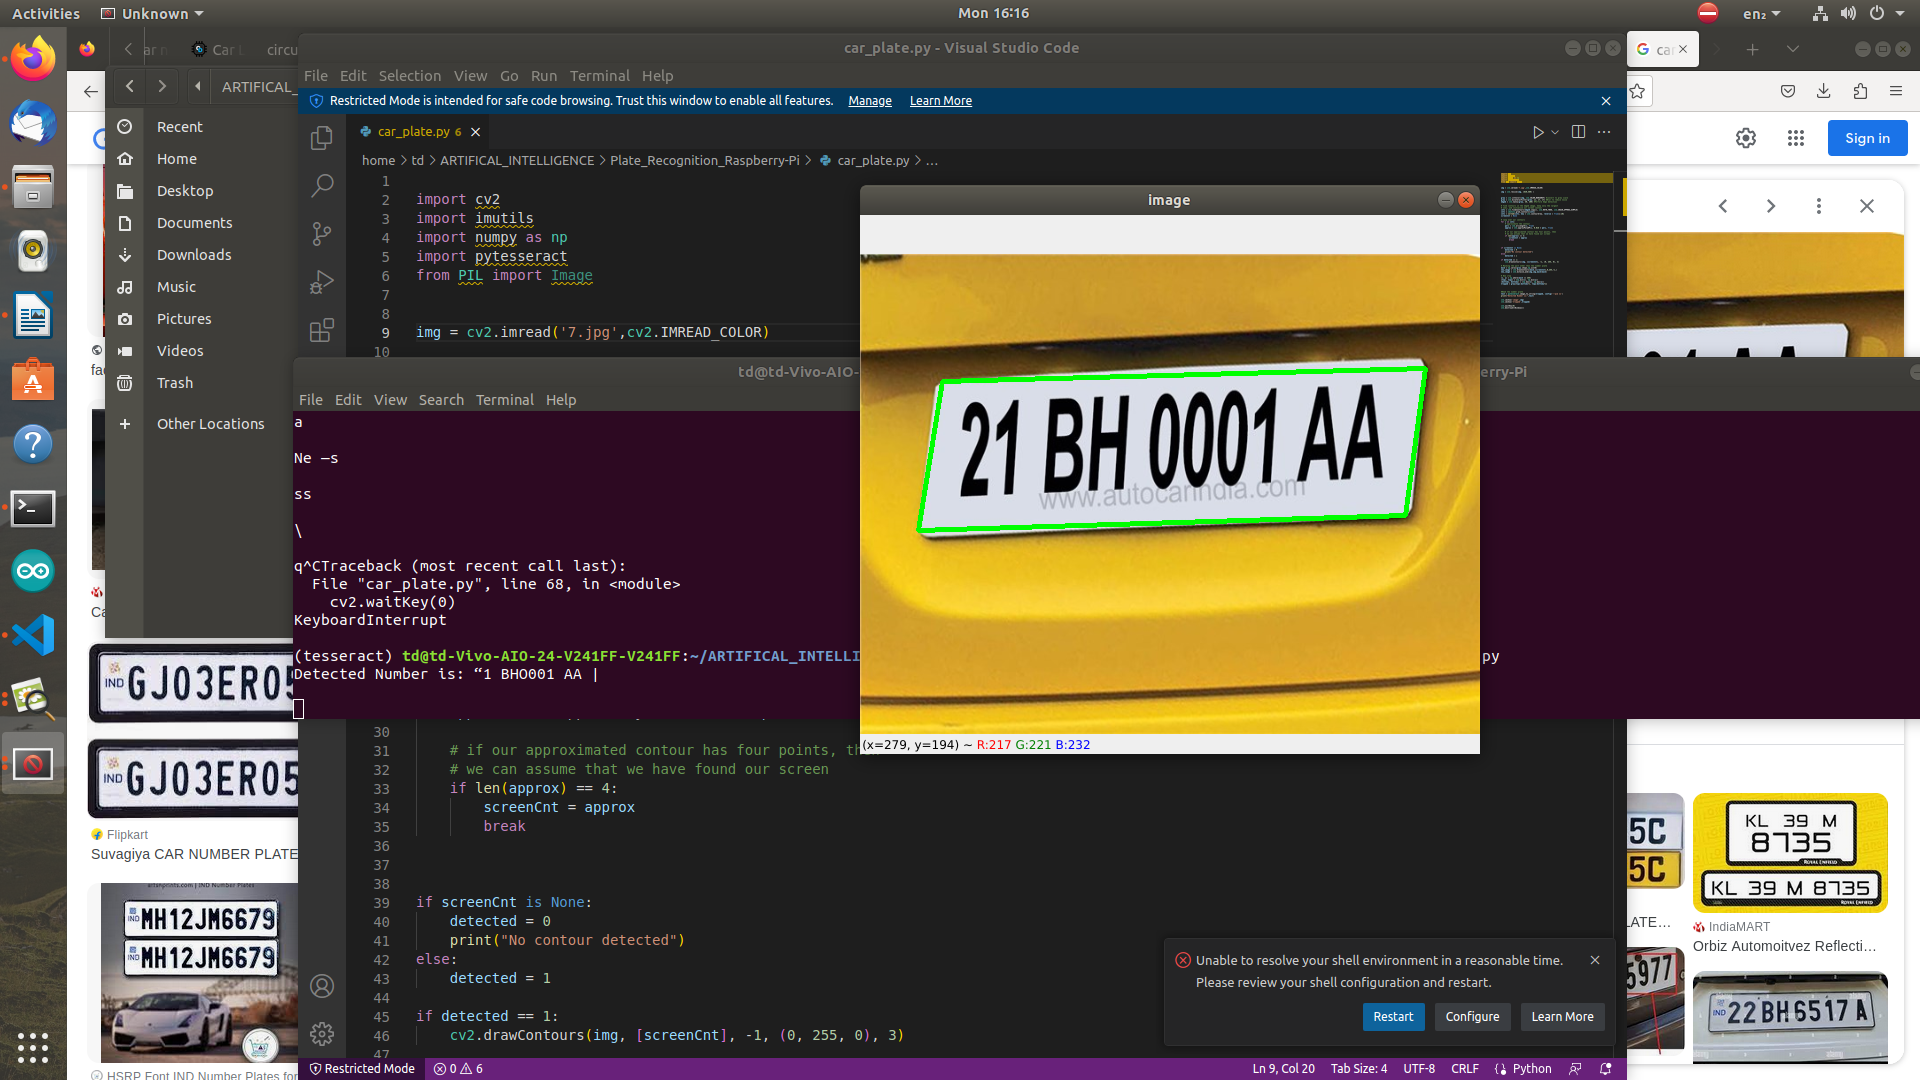 Activities
Unknown
Mon 16:16
en₂
Car
circu
car_plate.py - Visual Studio Code
File Edit Selection View Go Run Terminal Help
Restricted Mode is intended for safe code browsing. Trust this window to enable all features. Manage Learn More
car_plate.py 6
home > td > ARTIFICAL_INTELLIGENCE > Plate_Recognition_Raspberry-Pi > car_plate.py > ...
1
2 import cv2
3 import imutils
4 import numpy as np
5 import pytesseract
6 from PIL import Image
7
8
9 img = cv2.imread('7.jpg',cv2.IMREAD_COLOR)
10
ARTIFICAL_
Recent
Home
Desktop
Documents
Downloads
Music
Pictures
Videos
Trash
Other Locations
Sign in
image
21 BH 0001 AA
www.autocarindia.com
(x=279, y=194) ~ R:217 G:221 B:232
td@td-Vivo-AIO-
erry-Pi
File Edit View Search Terminal Help
a
Ne —s
ss
\
q^CTraceback (most recent call last):
File "car_plate.py", line 68, in <module>
cv2.waitKey(0)
KeyboardInterrupt
(tesseract) td@td-Vivo-AIO-24-V241FF-V241FF:~/ARTIFICAL_INTELLI
py
Detected Number is: “1 BHO001 AA |
30
31 # if our approximated contour has four points, th
32 # we can assume that we have found our screen
33 if len(approx) == 4:
34 screenCnt = approx
35 break
36
37
38
39 if screenCnt is None:
40 detected = 0
41 print("No contour detected")
42 else:
43 detected = 1
44
45 if detected == 1:
46 cv2.drawContours(img, [screenCnt], -1, (0, 255, 0), 3)
47
Unable to resolve your shell environment in a reasonable time.
Please review your shell configuration and restart.
Restart Configure Learn More
Restricted Mode 0 6
Ln 9, Col 20 Tab Size: 4 UTF-8 CRLF Python
IND GJ03ER05
IND GJ03ER05
Flipkart
Suvagiya CAR NUMBER PLATE
IND MH12JM6679
IND MH12JM6679
HSRP Font IND Number Plates for
5C
5C
LATE...
KL 39 M
8735
ROYAL ENFIELD
KL 39 M 8735
IndiaMART
Orbiz Automoitvez Reflecti...
5977
22BH6517A